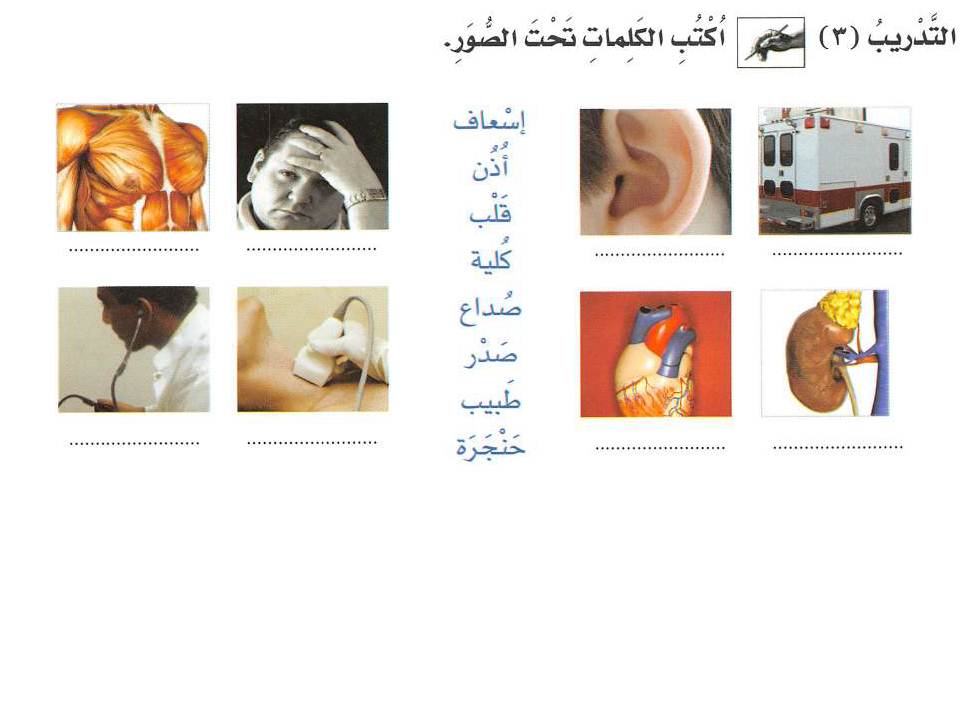 التَّدْرِيبُ (٣) اُكْتُبِ الكَلِماتِ تَحْتَ الصُّوَرِ.
إسْعاف
أُذُن
قَلْب
كُلية
صُداع
صَدْر
طَبيب
حَنْجَرَة